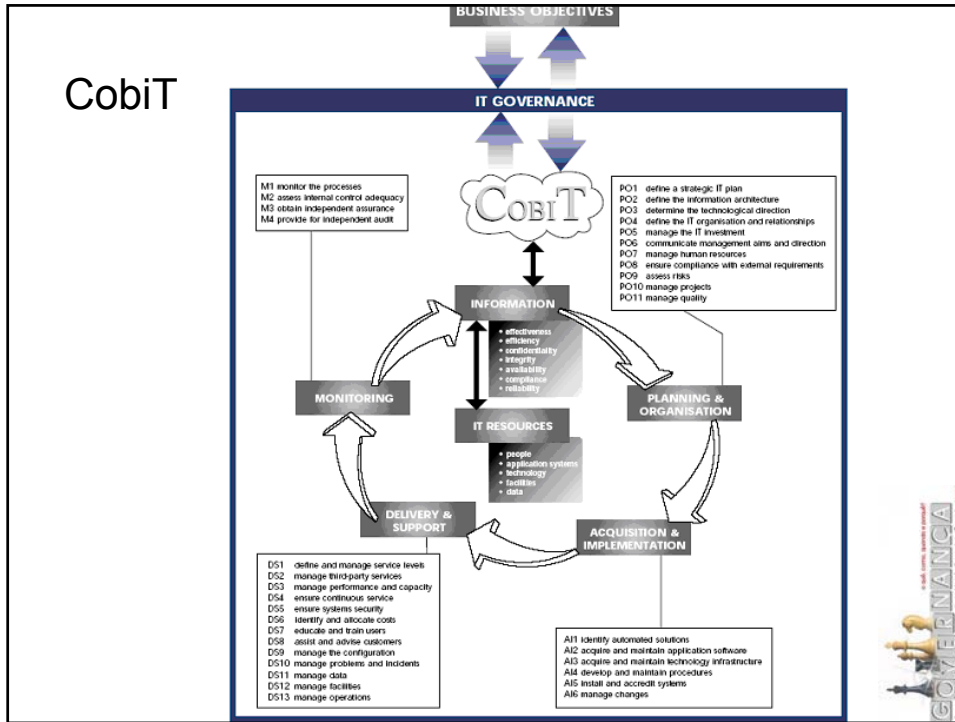 BUSINESS OBJECTIVES
CobiT
IT GOVERNANCE
COBIT
M1 monitor the processes
M2 assess internal control adequacy
M3 obtain independent assurance
M4 provide for independent audit
PO1 define a strategic IT plan
PO2 define the information architecture
PO3 determine the technological direction
PO4 define the IT organisation and relationships
PO5 manage the IT investment
PO6 communicate management aims and direction
PO7 manage human resources
PO8 ensure compliance with external requirements
PO9 assess risks
PO10 manage projects
PO11 manage quality
INFORMATION
• effectiveness
• efficiency
• confidentiality
• integrity
• availability
• compliance
• reliability
MONITORING
PLANNING &
ORGANISATION
IT RESOURCES
• people
• application systems
• technology
• facilities
• data
DELIVERY &
SUPPORT
ACQUISITION &
IMPLEMENTATION
DS1 define and manage service levels
DS2 manage third-party services
DS3 manage performance and capacity
DS4 ensure continuous service
DS5 ensure systems security
DS6 identify and allocate costs
DS7 educate and train users
DS8 assist and advise customers
DS9 manage the configuration
DS10 manage problems and incidents
DS11 manage data
DS12 manage facilities
DS13 manage operations
AI1 identify automated solutions
AI2 acquire and maintain application software
AI3 acquire and maintain technology infrastructure
AI4 develop and maintain procedures
AI5 install and accredit systems
AI6 manage changes
o quê, como, quando e porquê?
GOVERNANÇA